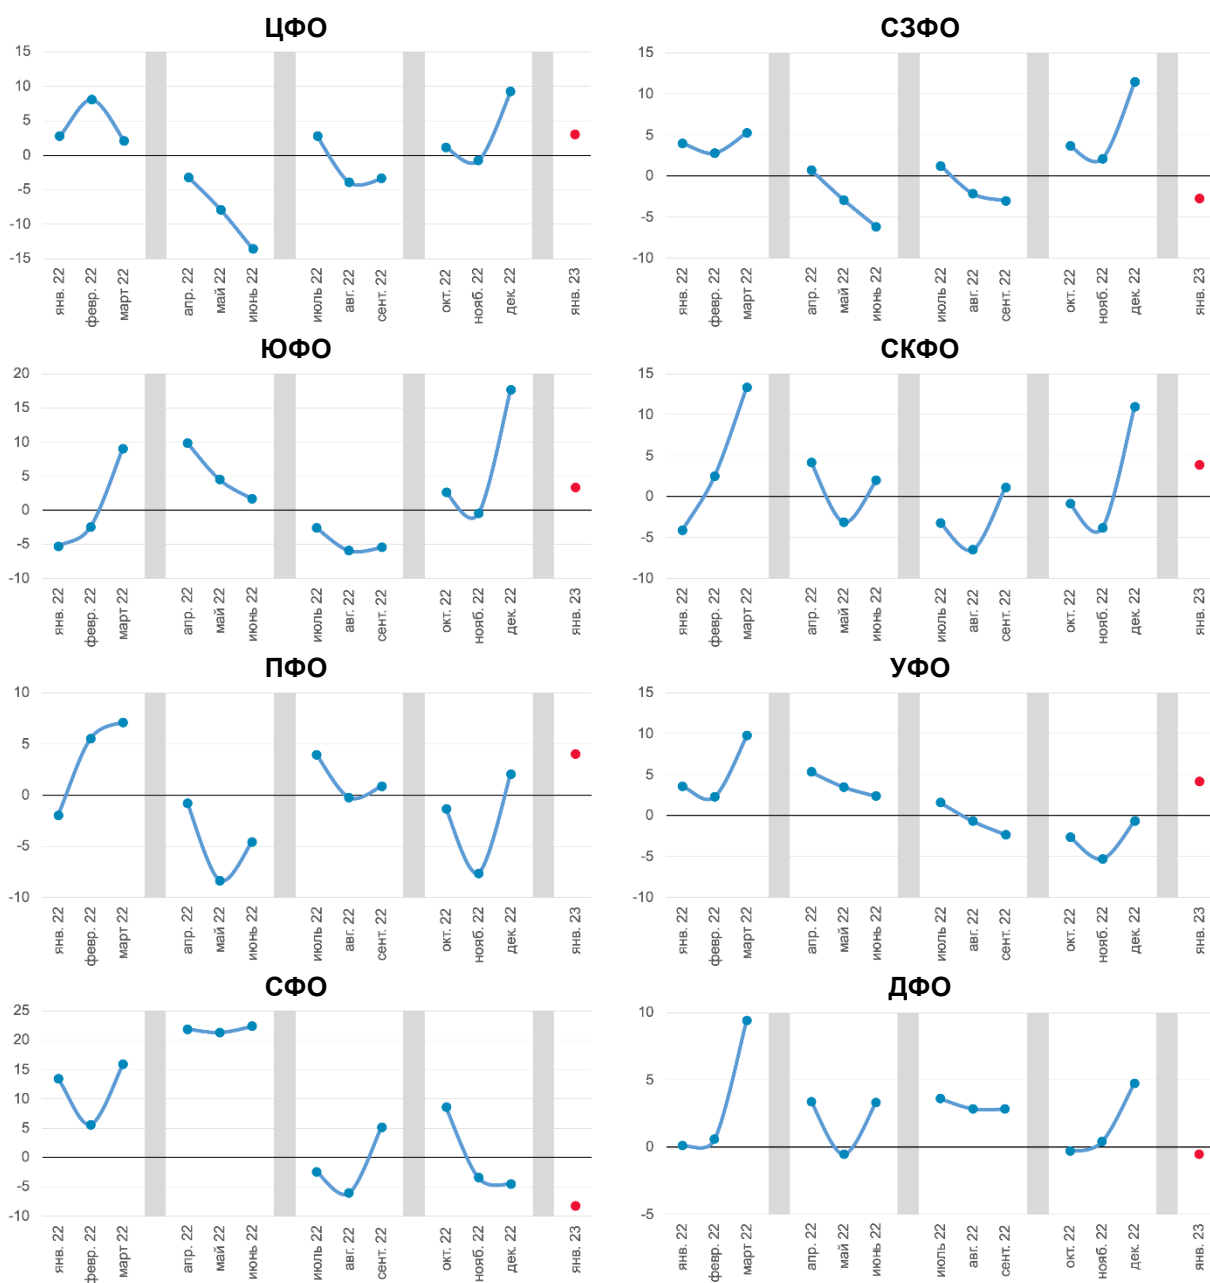 ЦФО
15
10
5
0
-5
-10
-15
янв. 22
февр. 22
март 22
апр. 22
май 22
июнь 22
июль 22
авг. 22
сент. 22
окт. 22
нояб. 22
дек. 22
янв. 23
СЗФО
15
10
5
0
-5
-10
янв. 22
февр. 22
март 22
апр. 22
май 22
июнь 22
июль 22
авг. 22
сент. 22
окт. 22
нояб. 22
дек. 22
янв. 23
ЮФО
20
15
10
5
0
-5
-10
янв. 22
февр. 22
март 22
апр. 22
май 22
июнь 22
июль 22
авг. 22
сент. 22
окт. 22
нояб. 22
дек. 22
янв. 23
СКФО
15
10
5
0
-5
-10
янв. 22
февр. 22
март 22
апр. 22
май 22
июнь 22
июль 22
авг. 22
сент. 22
окт. 22
нояб. 22
дек. 22
янв. 23
ПФО
10
5
0
-5
-10
янв. 22
февр. 22
март 22
апр. 22
май 22
июнь 22
июль 22
авг. 22
сент. 22
окт. 22
нояб. 22
дек. 22
янв. 23
УФО
15
10
5
0
-5
-10
янв. 22
февр. 22
март 22
апр. 22
май 22
июнь 22
июль 22
авг. 22
сент. 22
окт. 22
нояб. 22
дек. 22
янв. 23
СФО
25
20
15
10
5
0
-5
-10
янв. 22
февр. 22
март 22
апр. 22
май 22
июнь 22
июль 22
авг. 22
сент. 22
окт. 22
нояб. 22
дек. 22
янв. 23
ДФО
10
5
0
-5
янв. 22
февр. 22
март 22
апр. 22
май 22
июнь 22
июль 22
авг. 22
сент. 22
окт. 22
нояб. 22
дек. 22
янв. 23